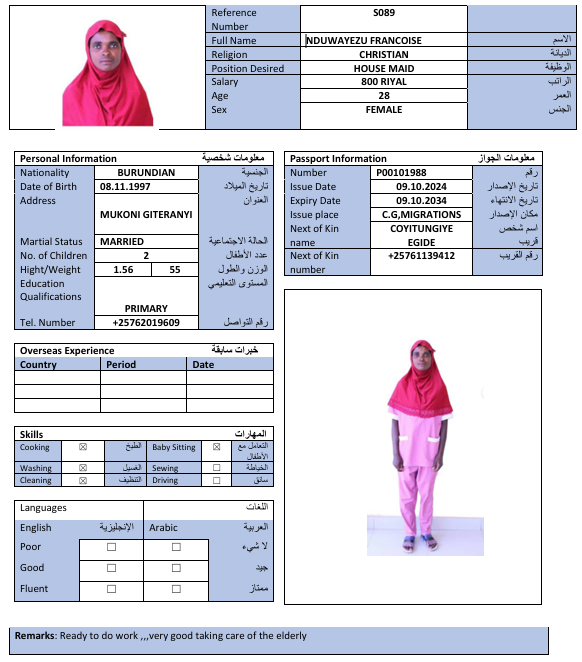 Reference Number S089
Full Name NDUWAYEZU FRANCOISE الاسم
Religion CHRISTIAN الديانة
Position Desired HOUSE MAID الوظيفة
Salary 800 RIYAL الراتب
Age 28 العمر
Sex FEMALE الجنس
Personal Information معلومات شخصية
Nationality BURUNDIAN الجنسية
Date of Birth 08.11.1997 تاريخ الميلاد
Address MUKONI GITERANYI العنوان
Martial Status MARRIED الحالة الاجتماعية
No. of Children 2 عدد الأطفال
Hight/Weight 1.56 55 الوزن والطول
Education Qualifications PRIMARY المستوى التعليمي
Tel. Number +25762019609 رقم التواصل
Passport Information معلومات الجواز
Number P00101988 رقم
Issue Date 09.10.2024 تاريخ الإصدار
Expiry Date 09.10.2034 تاريخ الانتهاء
Issue place C.G,MIGRATIONS مكان الإصدار
Next of Kin name COYITUNGIYE EGIDE اسم شخص قريب
Next of Kin number +25761139412 رقم القريب
Overseas Experience خبرات سابقة
Country Period Date
Skills المهارات
Cooking ☒ الطبخ Baby Sitting ☒ التعامل مع الأطفال
Washing ☒ الغسيل Sewing ☐ الخياطة
Cleaning ☒ التنظيف Driving ☐ سائق
Languages اللغات
English الإنجليزية Arabic العربية
Poor ☐ ☐ لا شيء
Good ☐ ☐ جيد
Fluent ☐ ☐ ممتاز
Remarks: Ready to do work ,,,very good taking care of the elderly